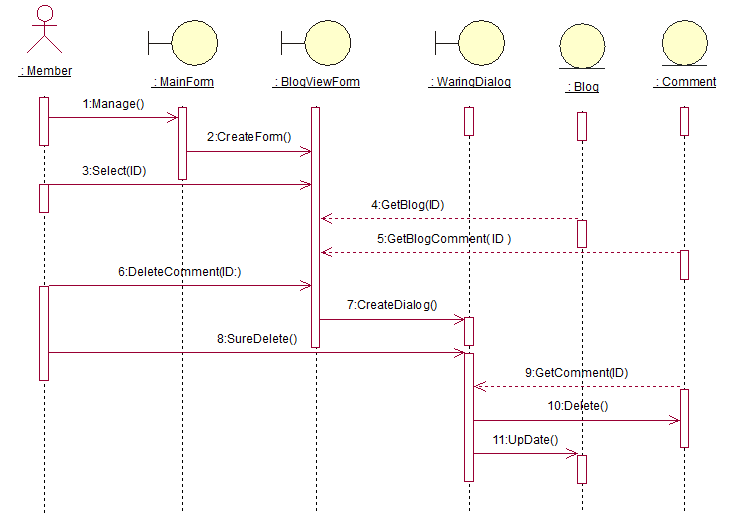 : Member
: MainForm
: BlogViewForm
: WaringDialog
: Blog
: Comment
1:Manage()
2:CreateForm()
3:Select(ID)
4:GetBlog(ID)
5:GetBlogComment( ID )
6:DeleteComment(ID:)
7:CreateDialog()
8:SureDelete()
9:GetComment(ID)
10:Delete()
11:UpDate()